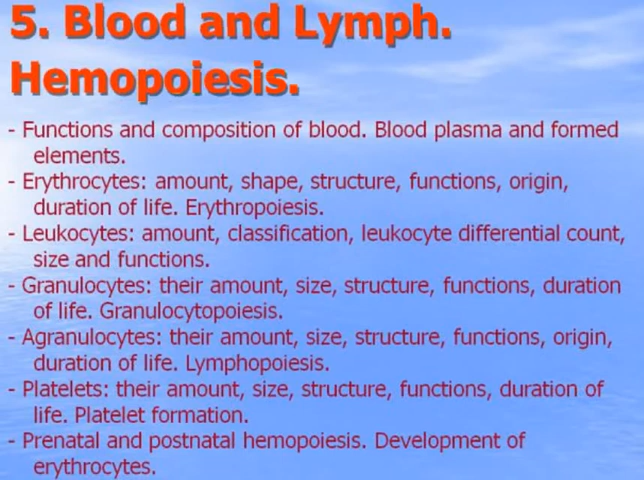 5. Blood and Lymph.
Hemopoiesis.
- Functions and composition of blood. Blood plasma and formed
elements.
- Erythrocytes: amount, shape, structure, functions, origin,
duration of life. Erythropoiesis.
- Leukocytes: amount, classification, leukocyte differential count,
size and functions.
- Granulocytes: their amount, size, structure, functions, duration
of life. Granulocytopoiesis.
- Agranulocytes: their amount, size, structure, functions, origin,
duration of life. Lymphopoiesis.
- Platelets: their amount, size, structure, functions, duration of
life. Platelet formation.
- Prenatal and postnatal hemopoiesis. Development of
erythrocytes.